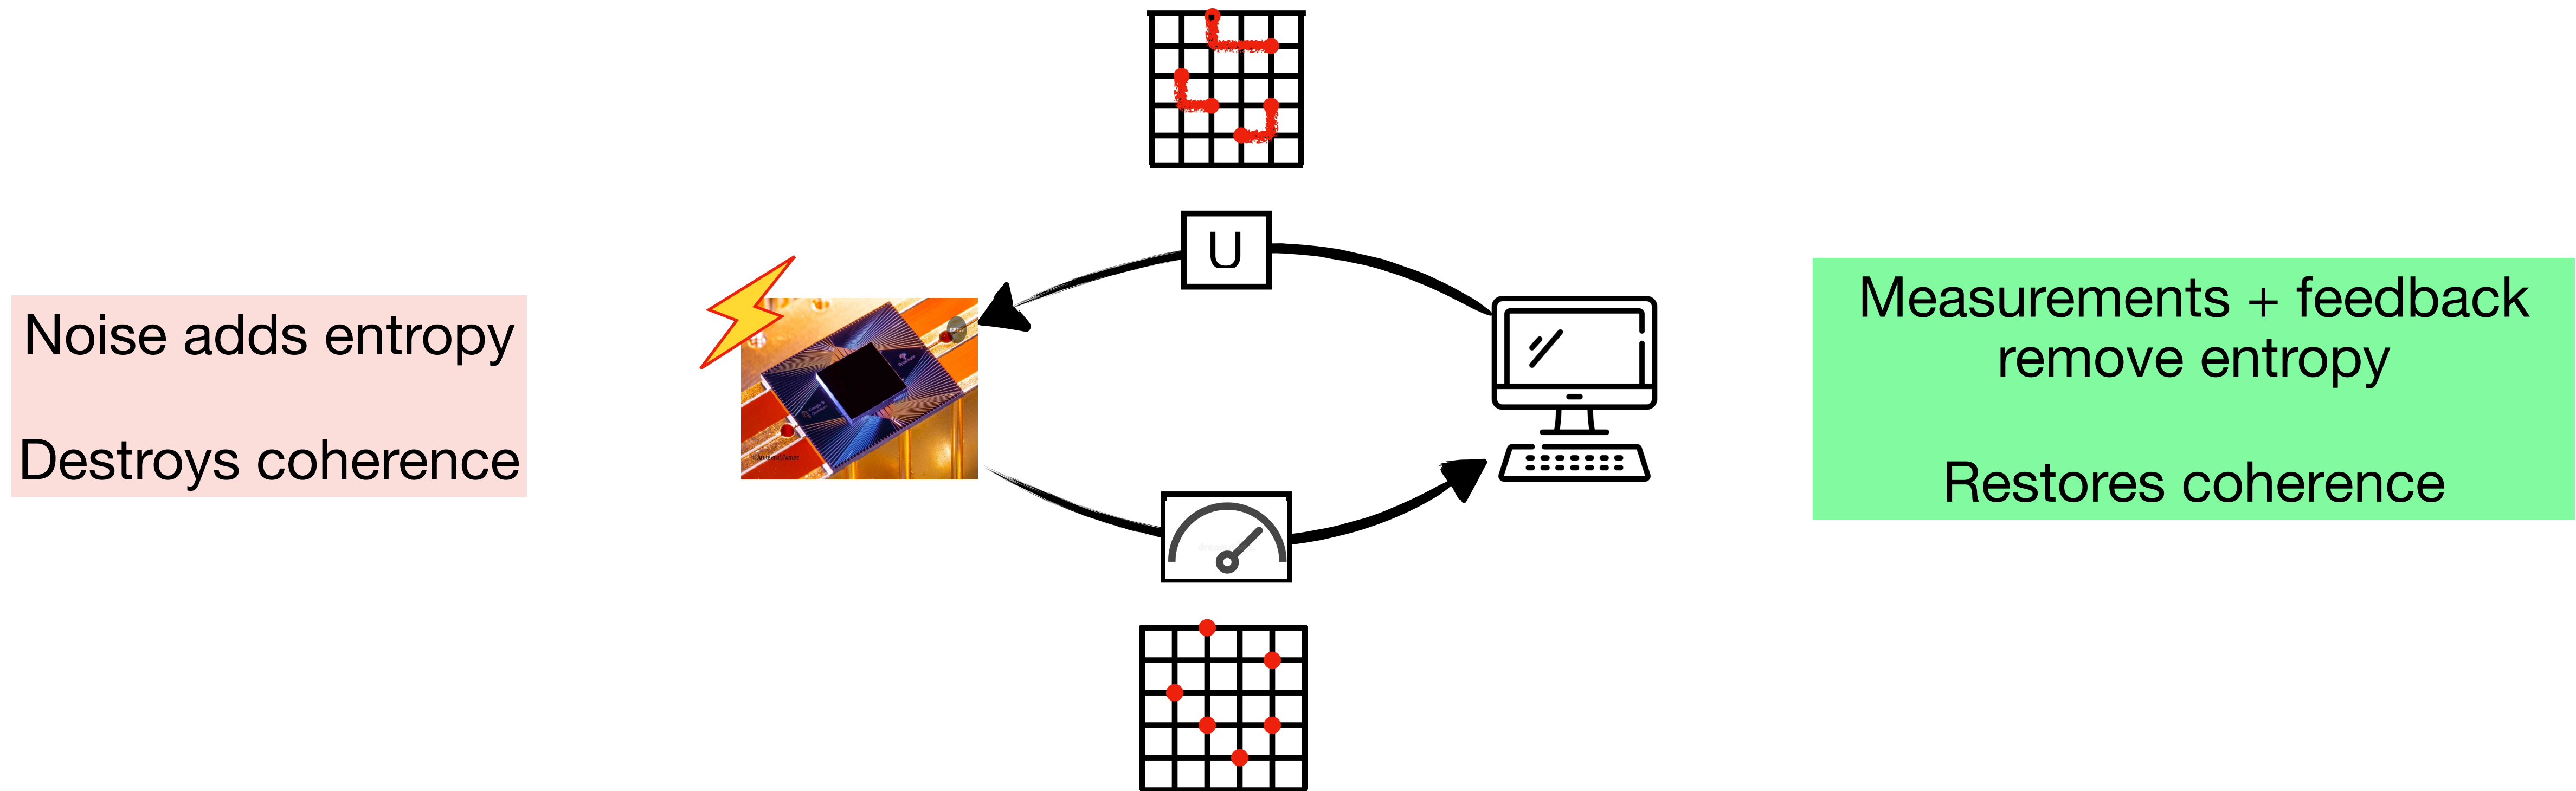 U
Noise adds entropy
Destroys coherence
Measurements + feedback
remove entropy
Restores coherence